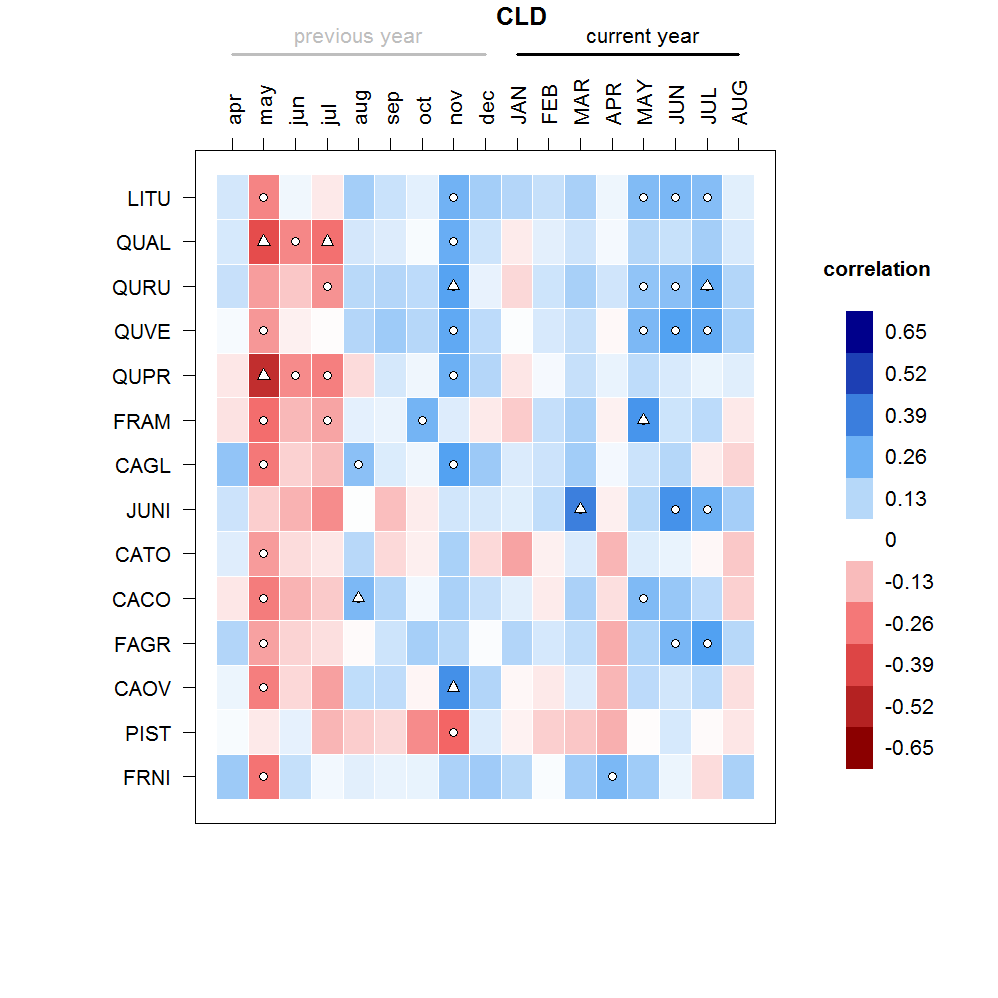 CLD
previous year current year
apr may jun jul aug sep oct nov dec JAN FEB MAR APR MAY JUN JUL AUG
LITU
QUAL
QURU
QUVE
QUPR
FRAM
CAGL
JUNI
CATO
CACO
FAGR
CAOV
PIST
FRNI
correlation
0.65
0.52
0.39
0.26
0.13
0
-0.13
-0.26
-0.39
-0.52
-0.65